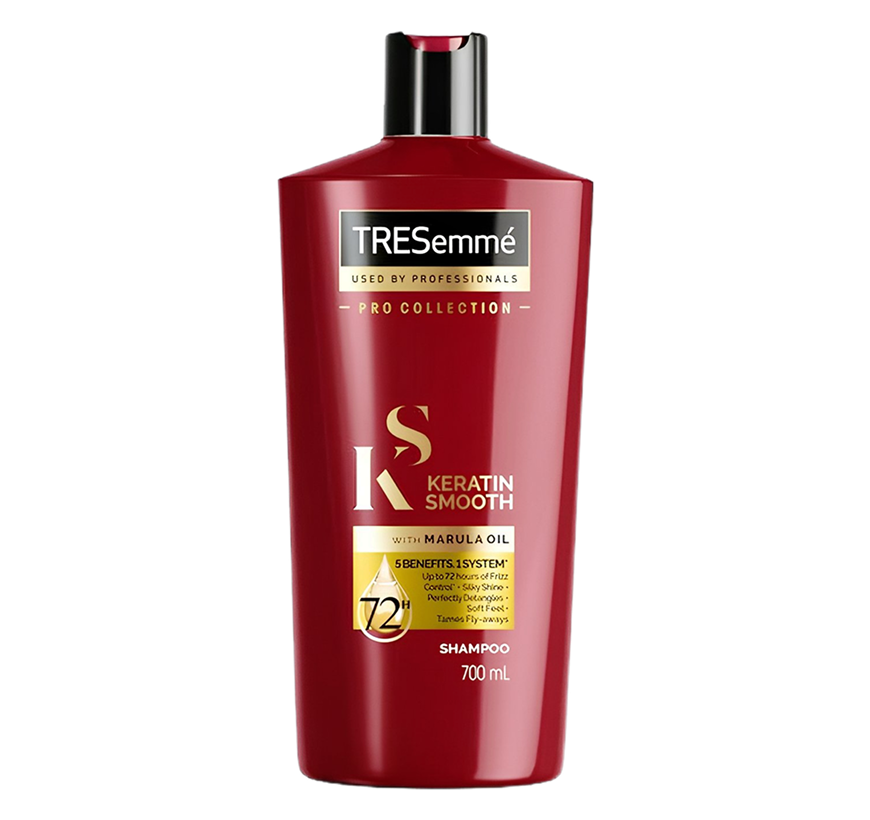 TRESemmé
USED BY PROFESSIONALS
PRO COLLECTION
KS
KERATIN
SMOOTH
WITH MARULA OIL
5 BENEFITS, 1 SYSTEM*
Up to 72 hours of Frizz
Control* • Silky Shine •
Perfectly Detangles •
Soft Feel •
Tames Fly-aways
72H
SHAMPOO
700 mL